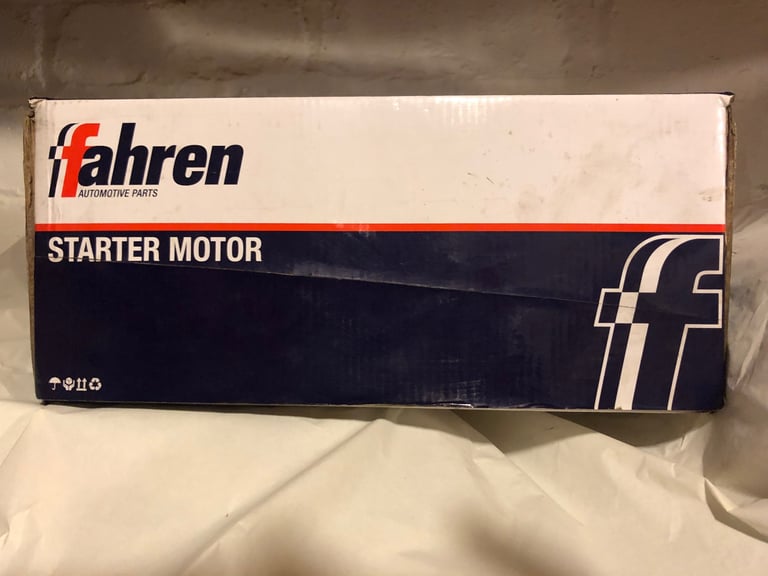 fahren
AUTOMOTIVE PARTS
STARTER MOTOR
f